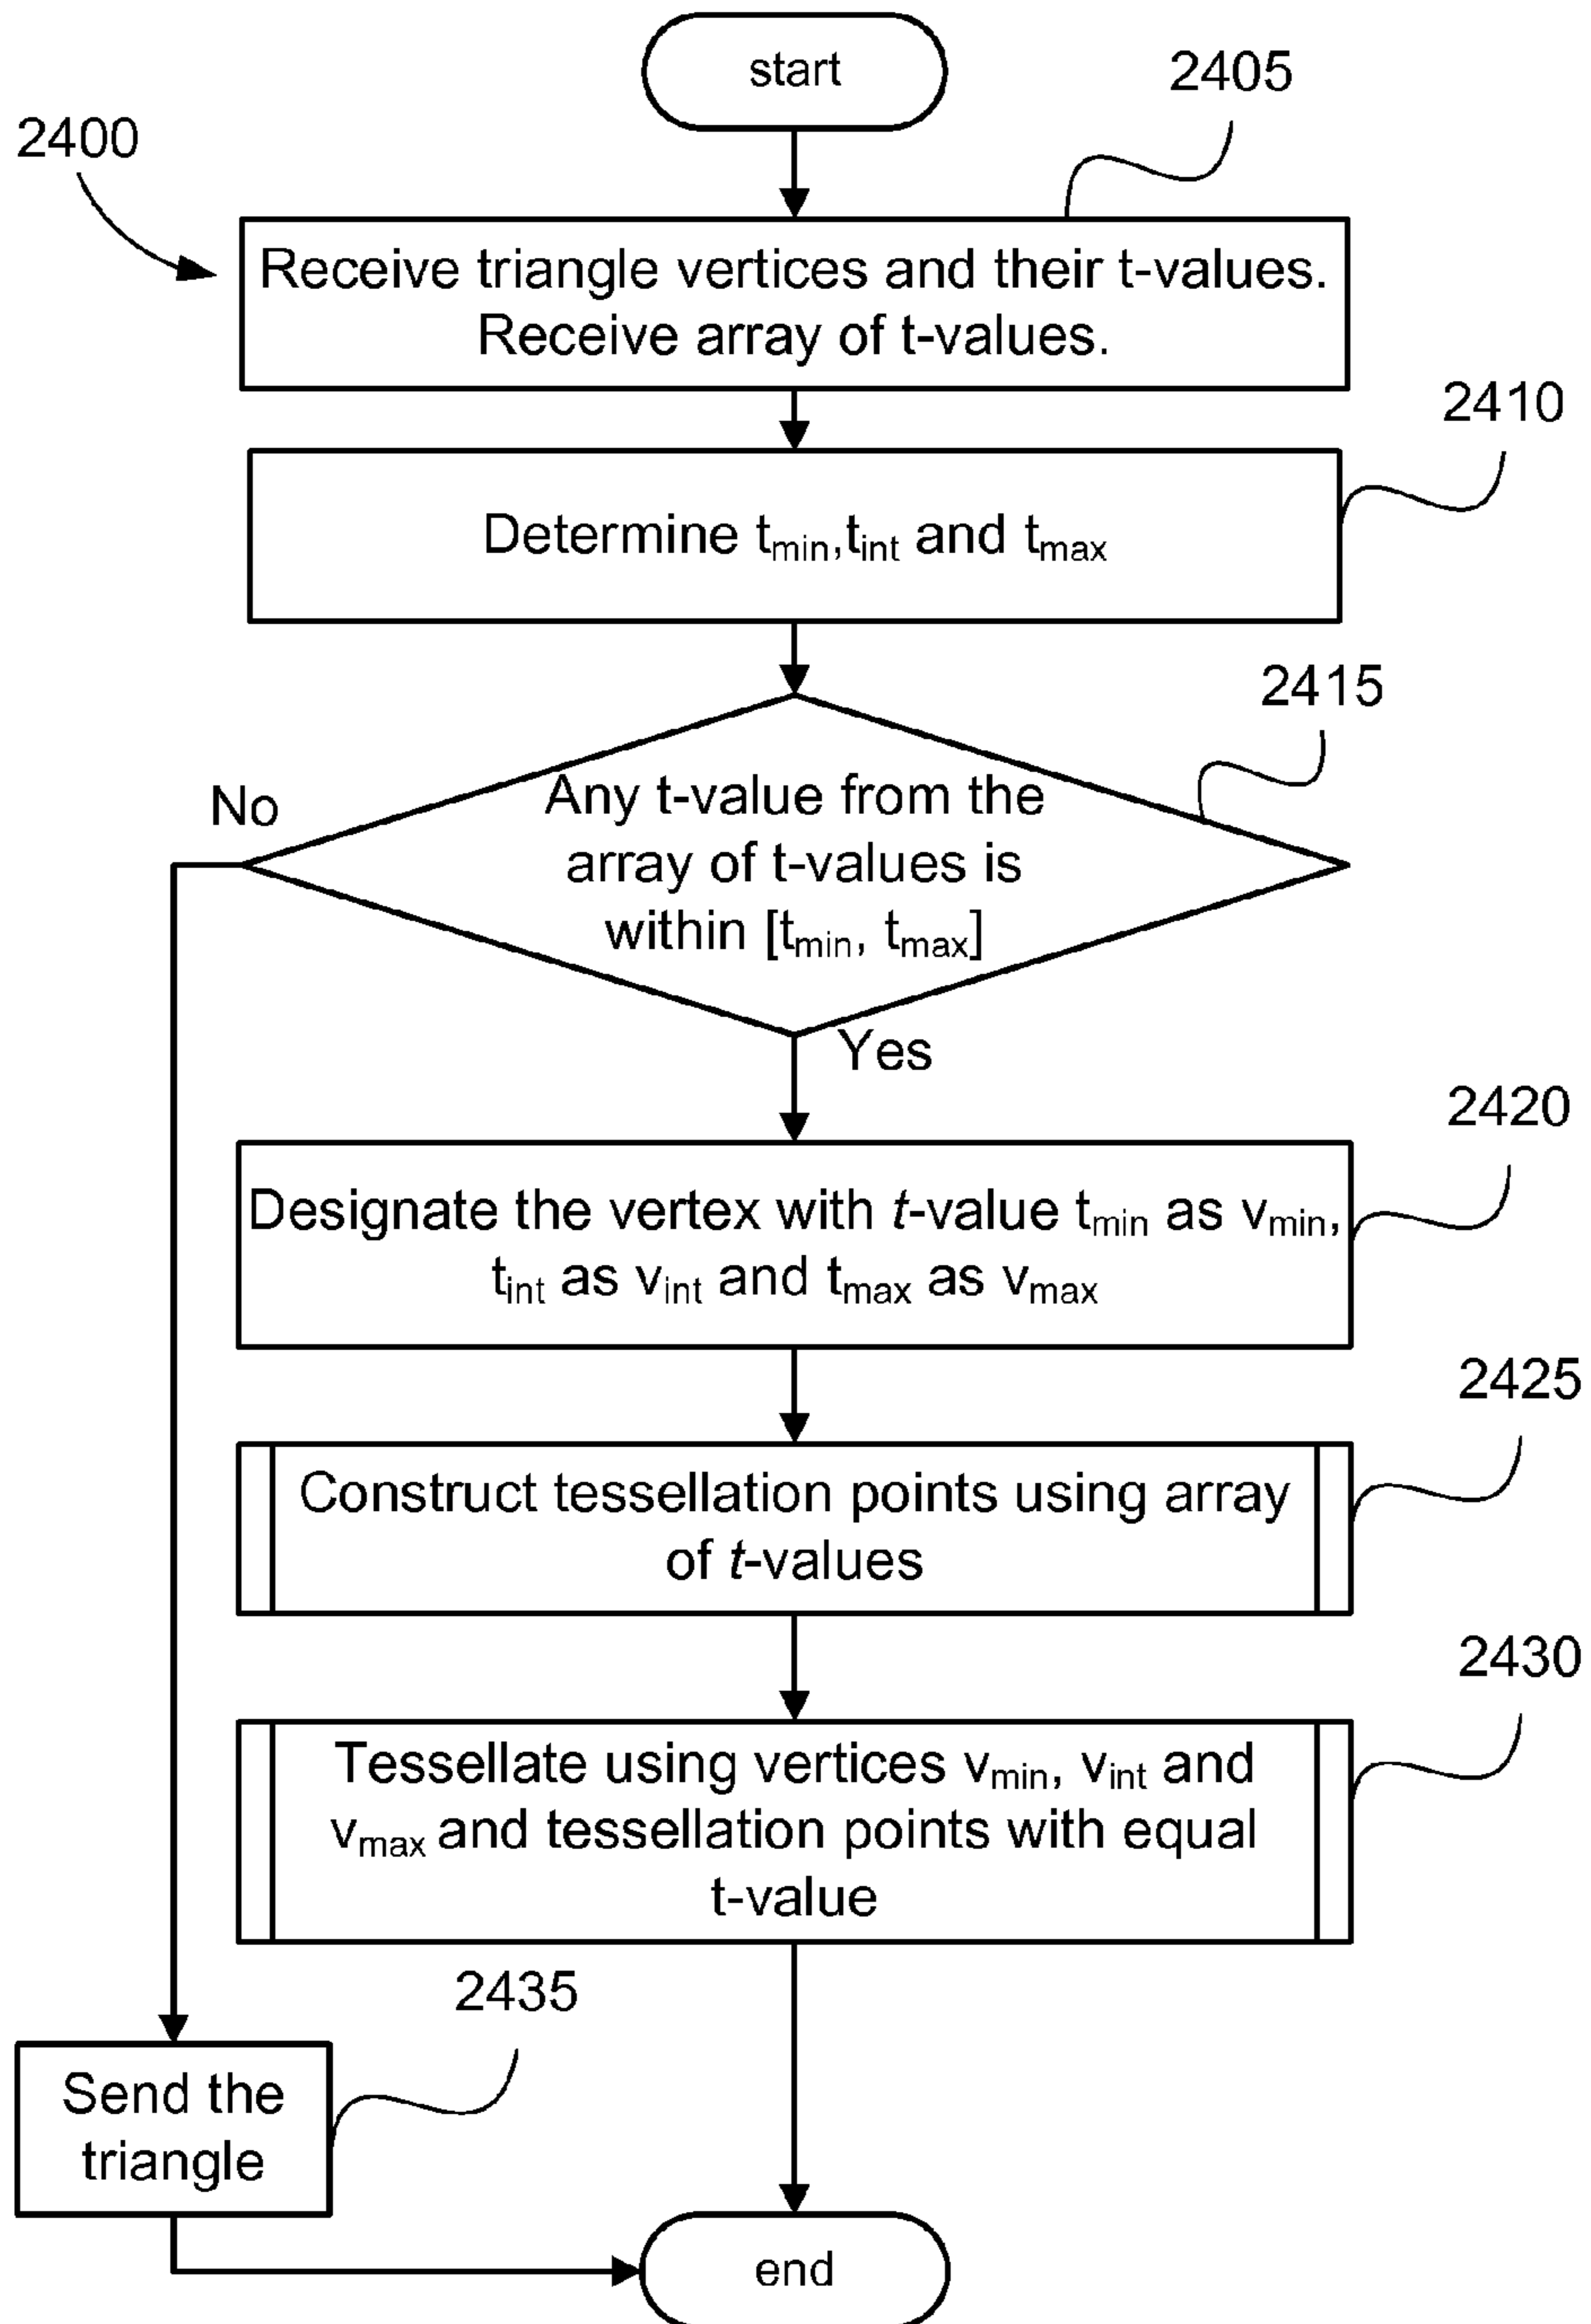 start
2405
2400
Receive triangle vertices and their t-values.
Receive array of t-values.
2410
Determine tmin,tint and tmax
2415
No
Any t-value from the
array of t-values is
within [tmin, tmax]
Yes
2420
Designate the vertex with t-value tmin as vmin,
tint as vint and tmax as vmax
2425
Construct tessellation points using array
of t-values
2430
Tessellate using vertices vmin, vint and
vmax and tessellation points with equal
t-value
2435
Send the
triangle
end